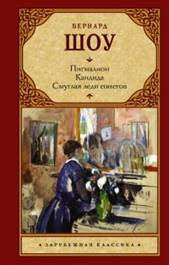 БЕРНАРД
ШОУ
Пигмалион
Кандида
Смуглая леди сонетов
★ ЗАРУБЕЖНАЯ КЛАССИКА ★